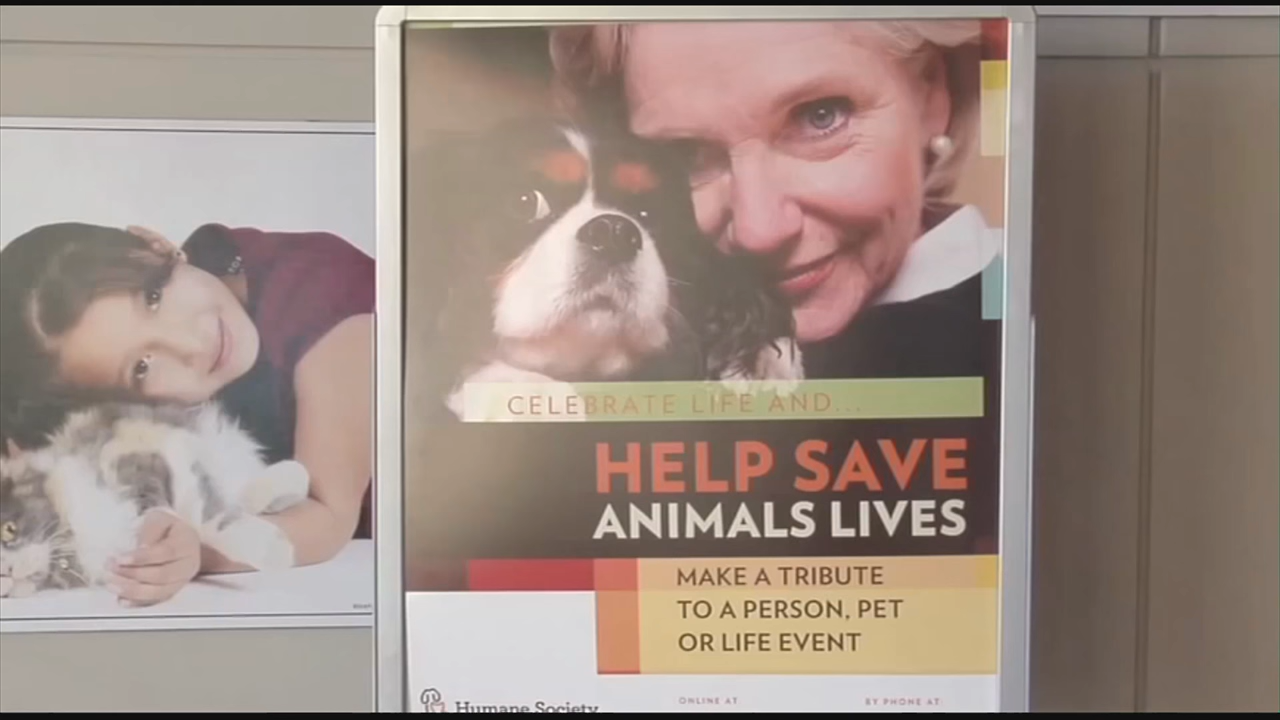 CELEBRATE LIFE AND...
HELP SAVE
ANIMALS LIVES
MAKE A TRIBUTE
TO A PERSON, PET
OR LIFE EVENT
Humane Society
ONLINE AT
BY PHONE AT: